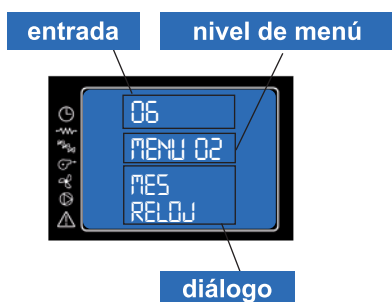 entrada
nivel de menú
06
MENU 02
MES
RELOJ
diálogo